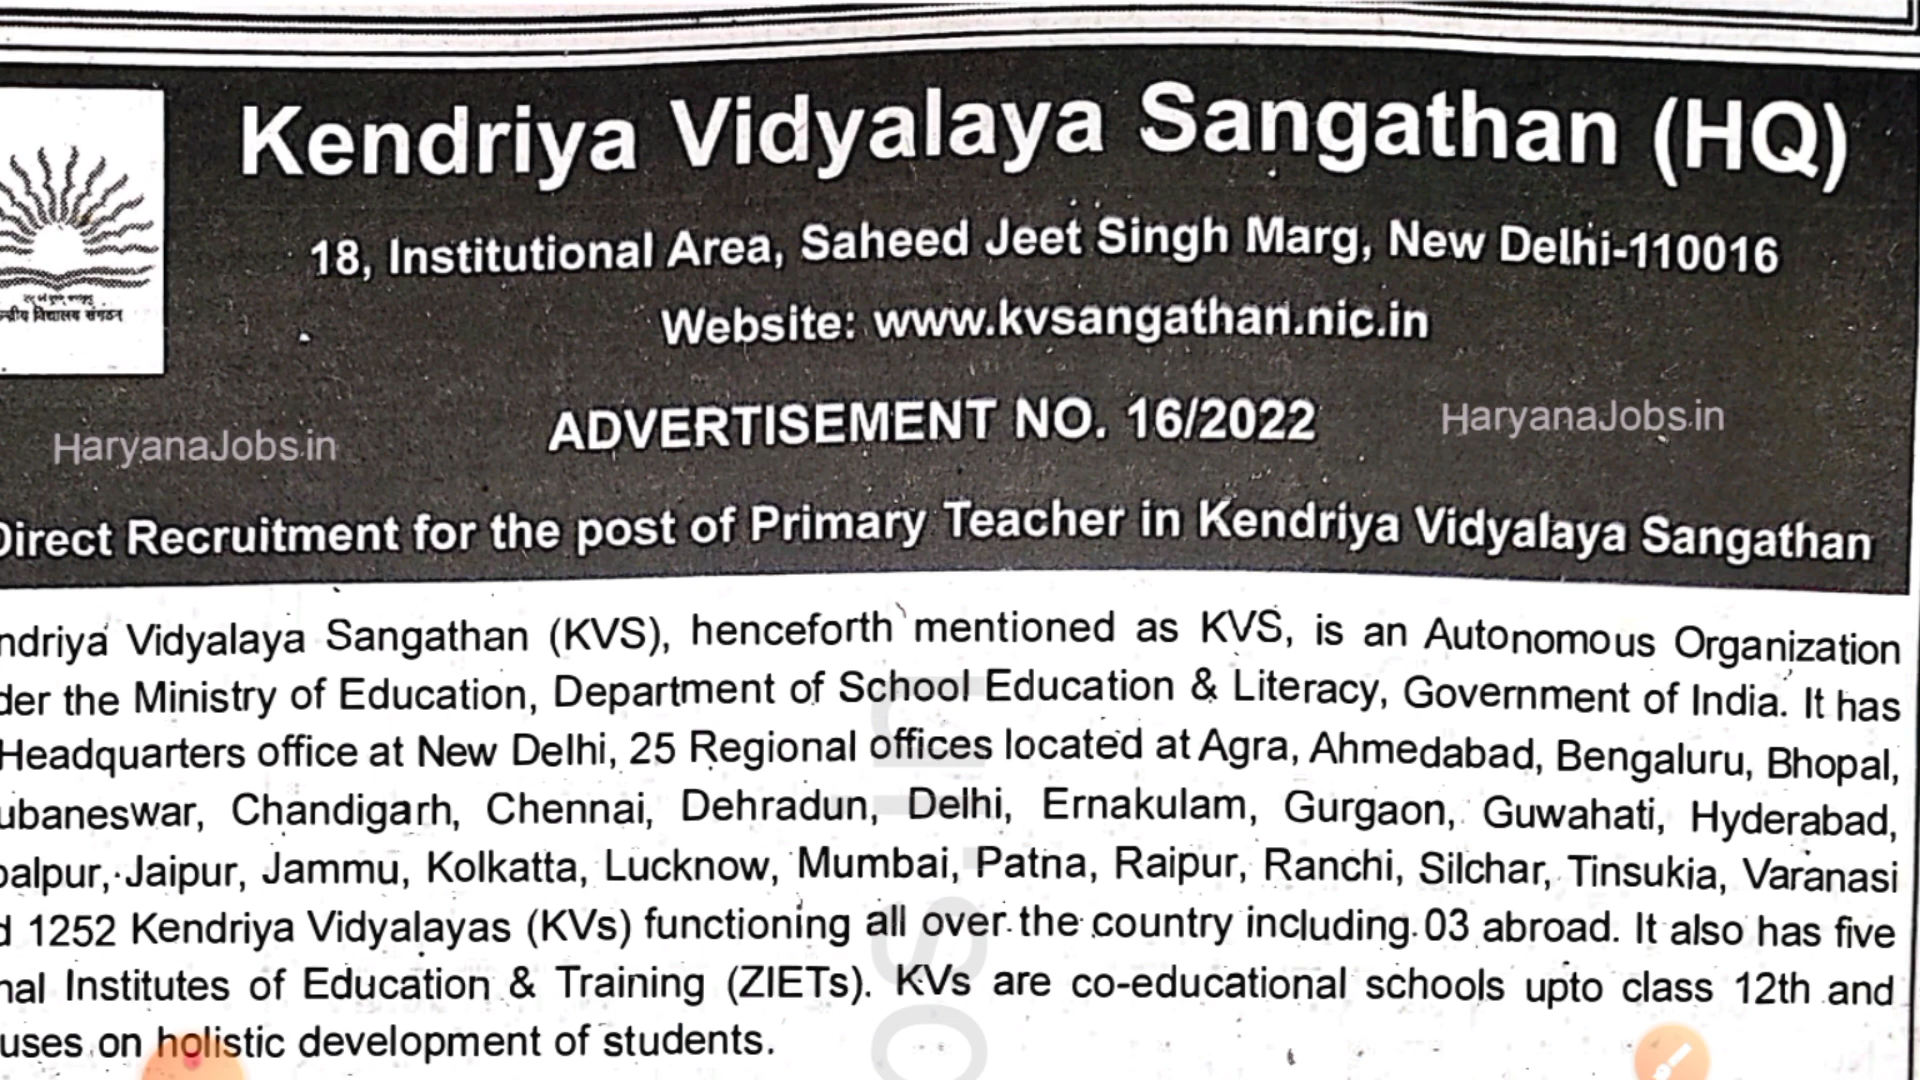 Kendriya Vidyalaya Sangathan (HQ)
18, Institutional Area, Saheed Jeet Singh Marg, New Delhi-110016
Website: www.kvsangathan.nic.in
ADVERTISEMENT NO. 16/2022
HaryanaJobs.in
HaryanaJobs.in
Direct Recruitment for the post of Primary Teacher in Kendriya Vidyalaya Sangathan
न्द्रीय विद्यालय संगठन
ndriya Vidyalaya Sangathan (KVS), henceforth mentioned as KVS, is an Autonomous Organization
der the Ministry of Education, Department of School Education & Literacy, Government of India. It has
Headquarters office at New Delhi, 25 Regional offices located at Agra, Ahmedabad, Bengaluru, Bhopal,
ubaneswar, Chandigarh, Chennai, Dehradun, Delhi, Ernakulam, Gurgaon, Guwahati, Hyderabad,
balpur, Jaipur, Jammu, Kolkatta, Lucknow, Mumbai, Patna, Raipur, Ranchi, Silchar, Tinsukia, Varanasi
d 1252 Kendriya Vidyalayas (KVs) functioning all over the country including 03 abroad. It also has five
nal Institutes of Education & Training (ZIETs). KVs are co-educational schools upto class 12th and
uses on holistic development of students.